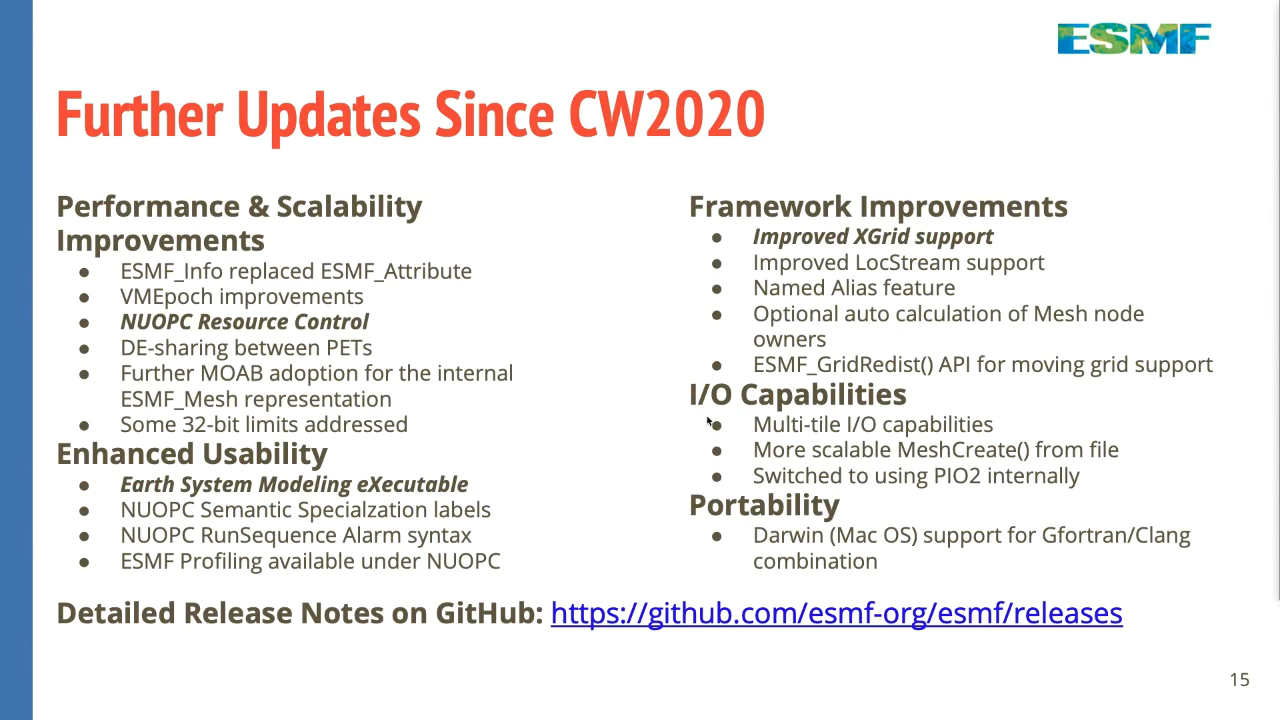 ESMF
Further Updates Since CW2020
Performance & Scalability
Improvements
● ESMF_Info replaced ESMF_Attribute
● VMEpoch improvements
● NUOPC Resource Control
● DE-sharing between PETs
● Further MOAB adoption for the internal
ESMF_Mesh representation
● Some 32-bit limits addressed
Enhanced Usability
● Earth System Modeling eXecutable
● NUOPC Semantic Specialzation labels
● NUOPC RunSequence Alarm syntax
● ESMF Profiling available under NUOPC
Framework Improvements
● Improved XGrid support
● Improved LocStream support
● Named Alias feature
● Optional auto calculation of Mesh node
owners
● ESMF_GridRedist() API for moving grid support
I/O Capabilities
● Multi-tile I/O capabilities
● More scalable MeshCreate() from file
● Switched to using PIO2 internally
Portability
● Darwin (Mac OS) support for Gfortran/Clang
combination
Detailed Release Notes on GitHub: https://github.com/esmf-org/esmf/releases
15